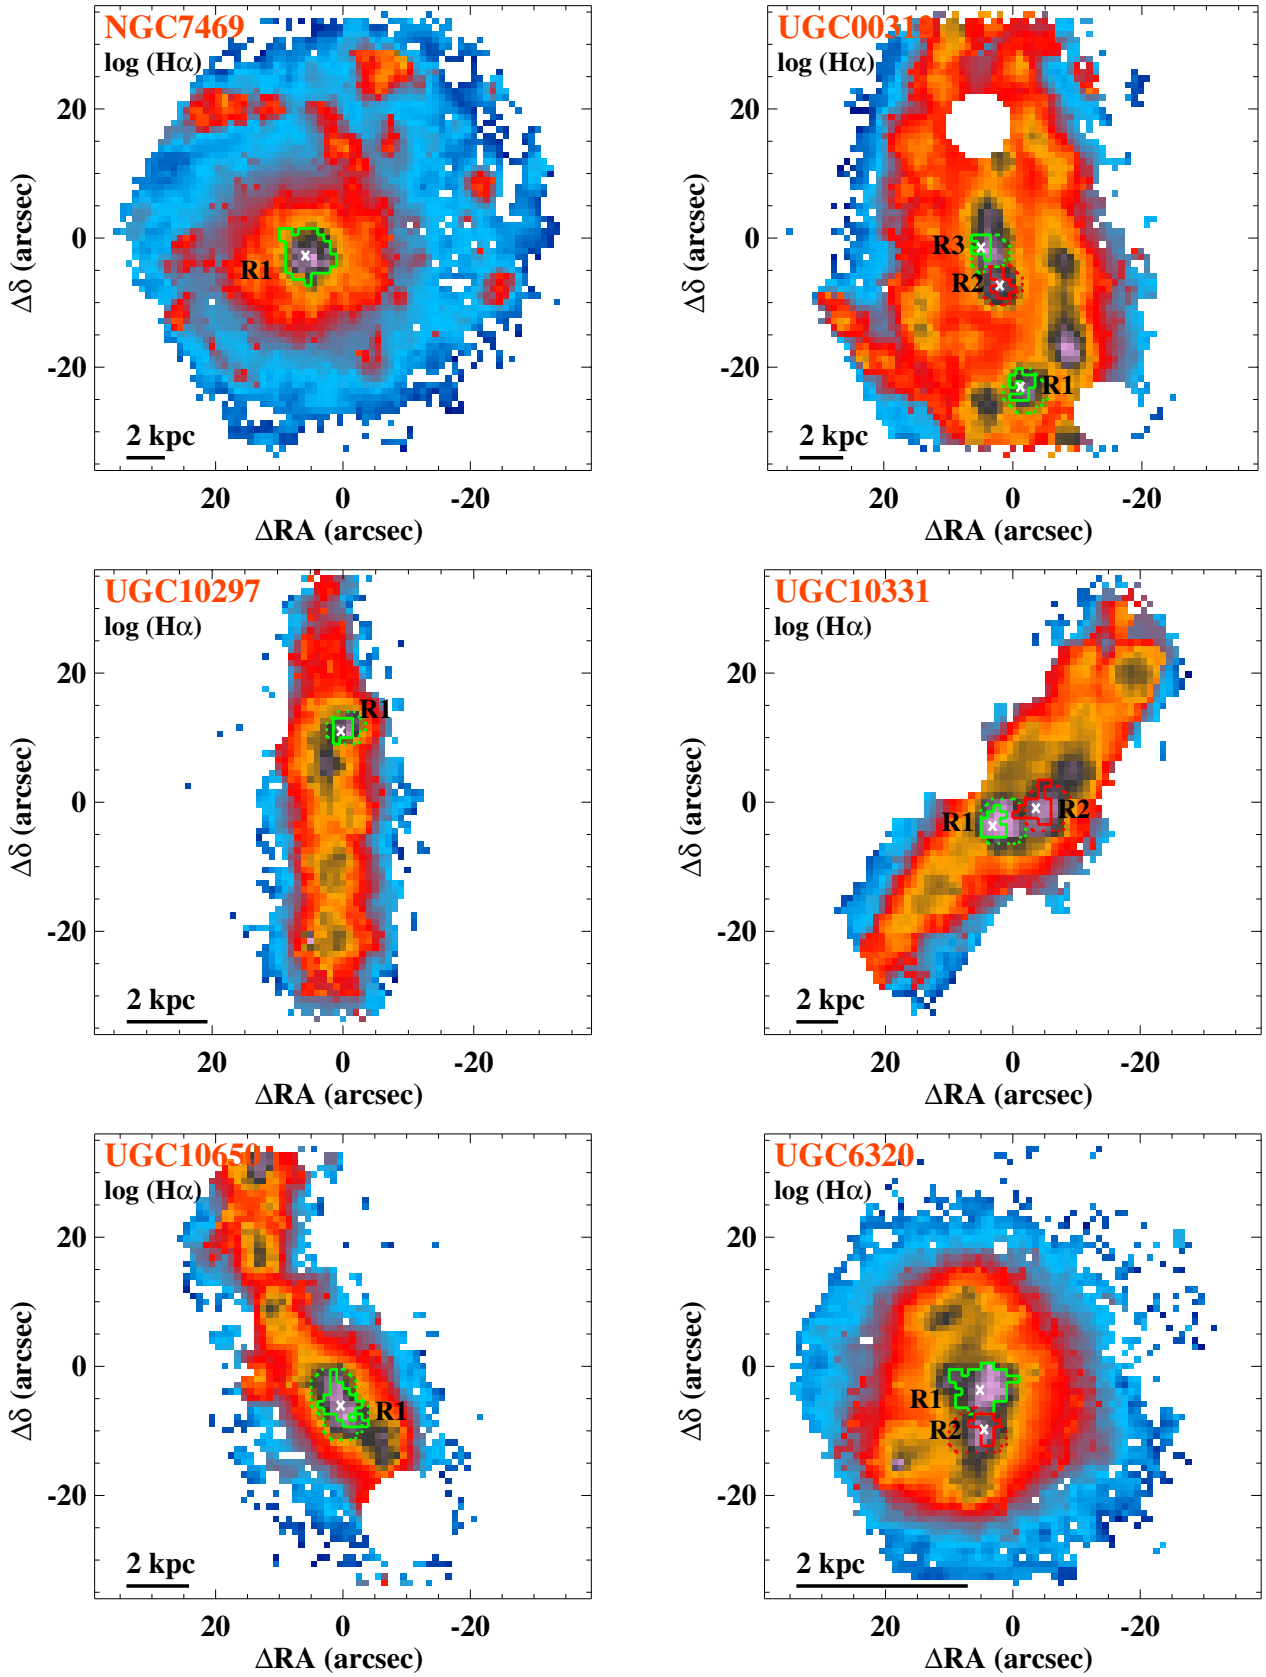 NGC7469
log (Hα)
R1
2 kpc
20
0
-20
20
0
-20
Δδ (arcsec)
ΔRA (arcsec)
UGC0031
log (Hα)
R3
R2
R1
2 kpc
20
0
-20
20
0
-20
Δδ (arcsec)
ΔRA (arcsec)
UGC10297
log (Hα)
R1
2 kpc
20
0
-20
20
0
-20
Δδ (arcsec)
ΔRA (arcsec)
UGC10331
log (Hα)
R1
R2
2 kpc
20
0
-20
20
0
-20
Δδ (arcsec)
ΔRA (arcsec)
UGC10650
log (Hα)
R1
2 kpc
20
0
-20
20
0
-20
Δδ (arcsec)
ΔRA (arcsec)
UGC6320
log (Hα)
R1
R2
2 kpc
20
0
-20
20
0
-20
Δδ (arcsec)
ΔRA (arcsec)